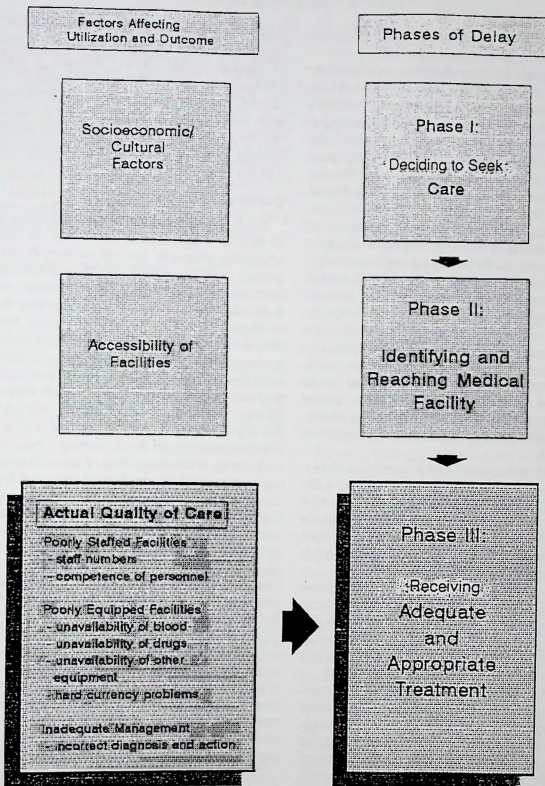 Factors Affecting
Utilization and Outcome
Phases of Delay
Socioeconomic/
Cultural
Factors
Phase I:
Deciding to Seek
Care
Accessibility of
Facilities
Phase II:
Identifying and
Reaching Medical
Facility
Actual Quality of Care
Poorly Staffed Facilities
- staff numbers
- competence of personnel
Poorly Equipped Facilities
- unavailability of blood
- unavailability of drugs
- unavailability of other
equipment
- hard currency problems
Inadequate Management
- incorrect diagnosis and action
Phase III:
Receiving
Adequate
and
Appropriate
Treatment